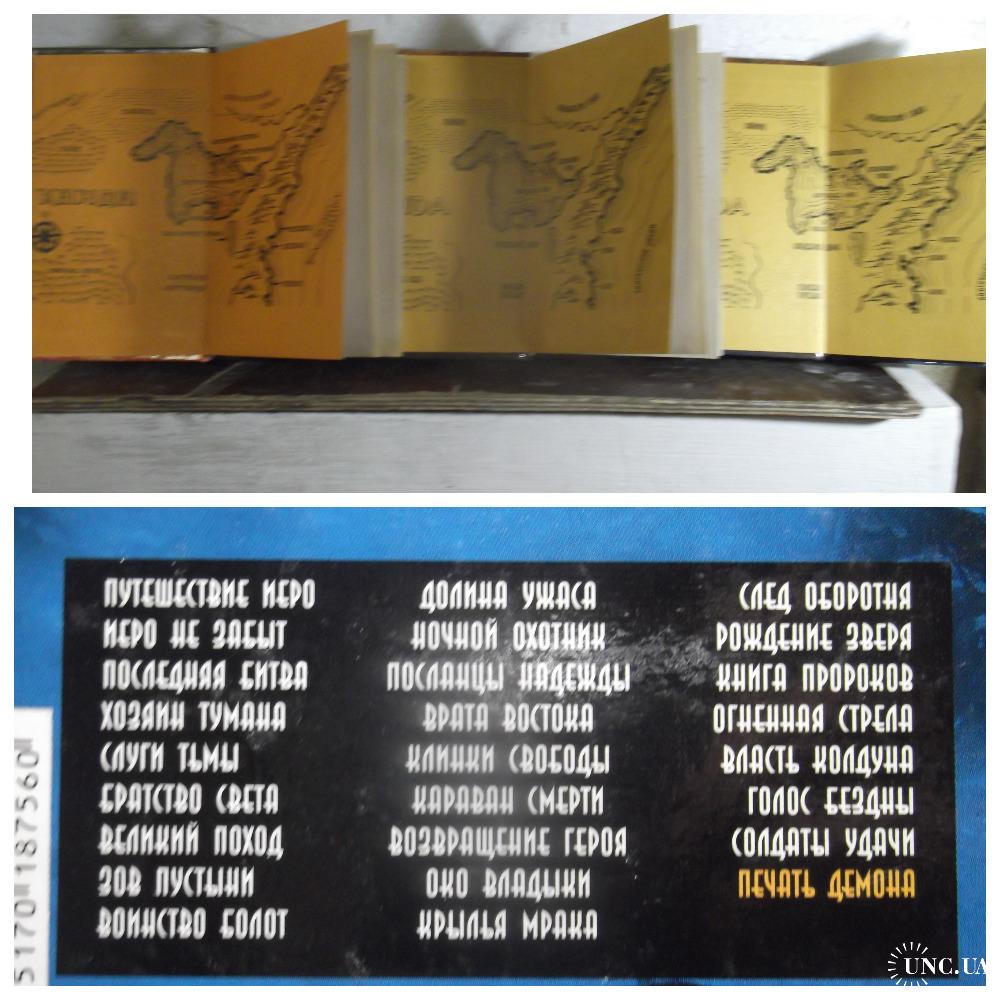 ПУТЕШЕСТВИЕ ИЕРО
ИЕРО НЕ ЗАБЫТ
ПОСЛЕДНЯЯ БИТВА
ХОЗЯИН ТУМАНА
СЛУГИ ТЬМЫ
БРАТСТВО СВЕТА
ВЕЛИКИЙ ПОХОД
ЗОВ ПУСТЫНИ
ВОИНСТВО БОЛОТ
ДОЛИНА УЖАСА
НОЧНОЙ ОХОТНИК
ПОСЛАНЦЫ НАДЕЖДЫ
ВРАТА ВОСТОКА
КЛИНКИ СВОБОДЫ
КАРАВАН СМЕРТИ
ВОЗВРАЩЕНИЕ ГЕРОЯ
ОКО ВЛАДЫКИ
КРЫЛЬЯ МРАКА
СЛЕД ОБОРОТНЯ
РОЖДЕНИЕ ЗВЕРЯ
КНИГА ПРОРОКОВ
ОГНЕННАЯ СТРЕЛА
ВЛАСТЬ КОЛДУНА
ГОЛОС БЕЗДНЫ
СОЛДАТЫ УДАЧИ
ПЕЧАТЬ ДЕМОНА
5170 187560
UNC.UA